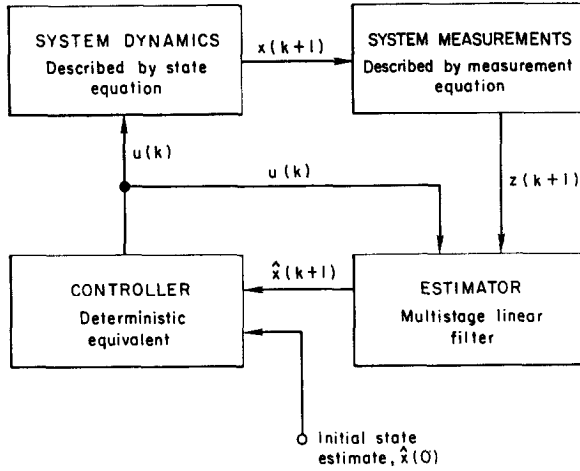 SYSTEM DYNAMICS
Described by state
equation
x(k+1)
SYSTEM MEASUREMENTS
Described by measurement
equation
u(k)
u(k)
z(k+1)
CONTROLLER
Deterministic
equivalent
x̂(k+1)
ESTIMATOR
Multistage linear
filter
Initial state
estimate, x̂(0)